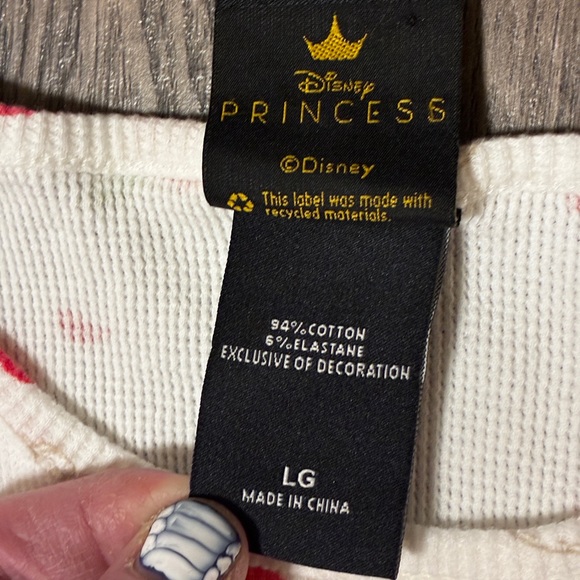 Disney
PRINCESS
©Disney
This label was made with
recycled materials.
94% COTTON
6% ELASTANE
EXCLUSIVE OF DECORATION
LG
MADE IN CHINA